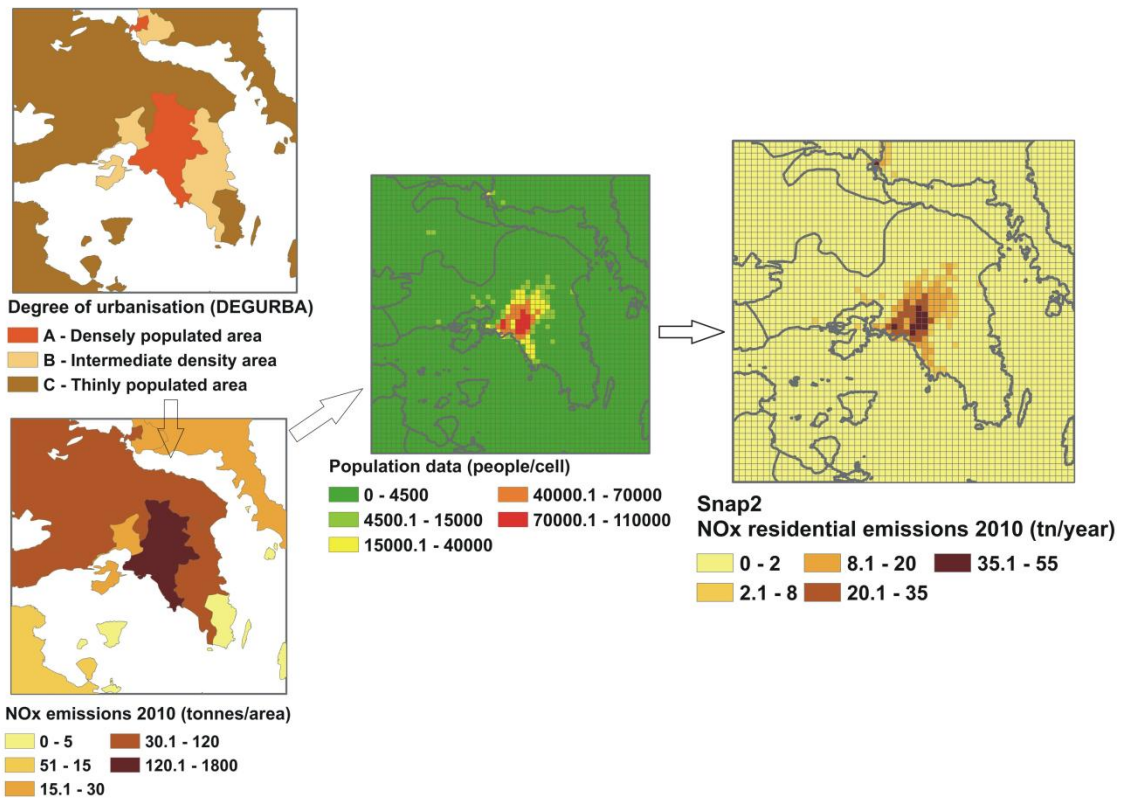 Degree of urbanisation (DEGURBA)
A - Densely populated area
B - Intermediate density area
C - Thinly populated area
NOx emissions 2010 (tonnes/area)
0 - 5
51 - 15
15.1 - 30
30.1 - 120
120.1 - 1800
Population data (people/cell)
0 - 4500
4500.1 - 15000
15000.1 - 40000
40000.1 - 70000
70000.1 - 110000
Snap2
NOx residential emissions 2010 (tn/year)
0 - 2
2.1 - 8
8.1 - 20
20.1 - 35
35.1 - 55